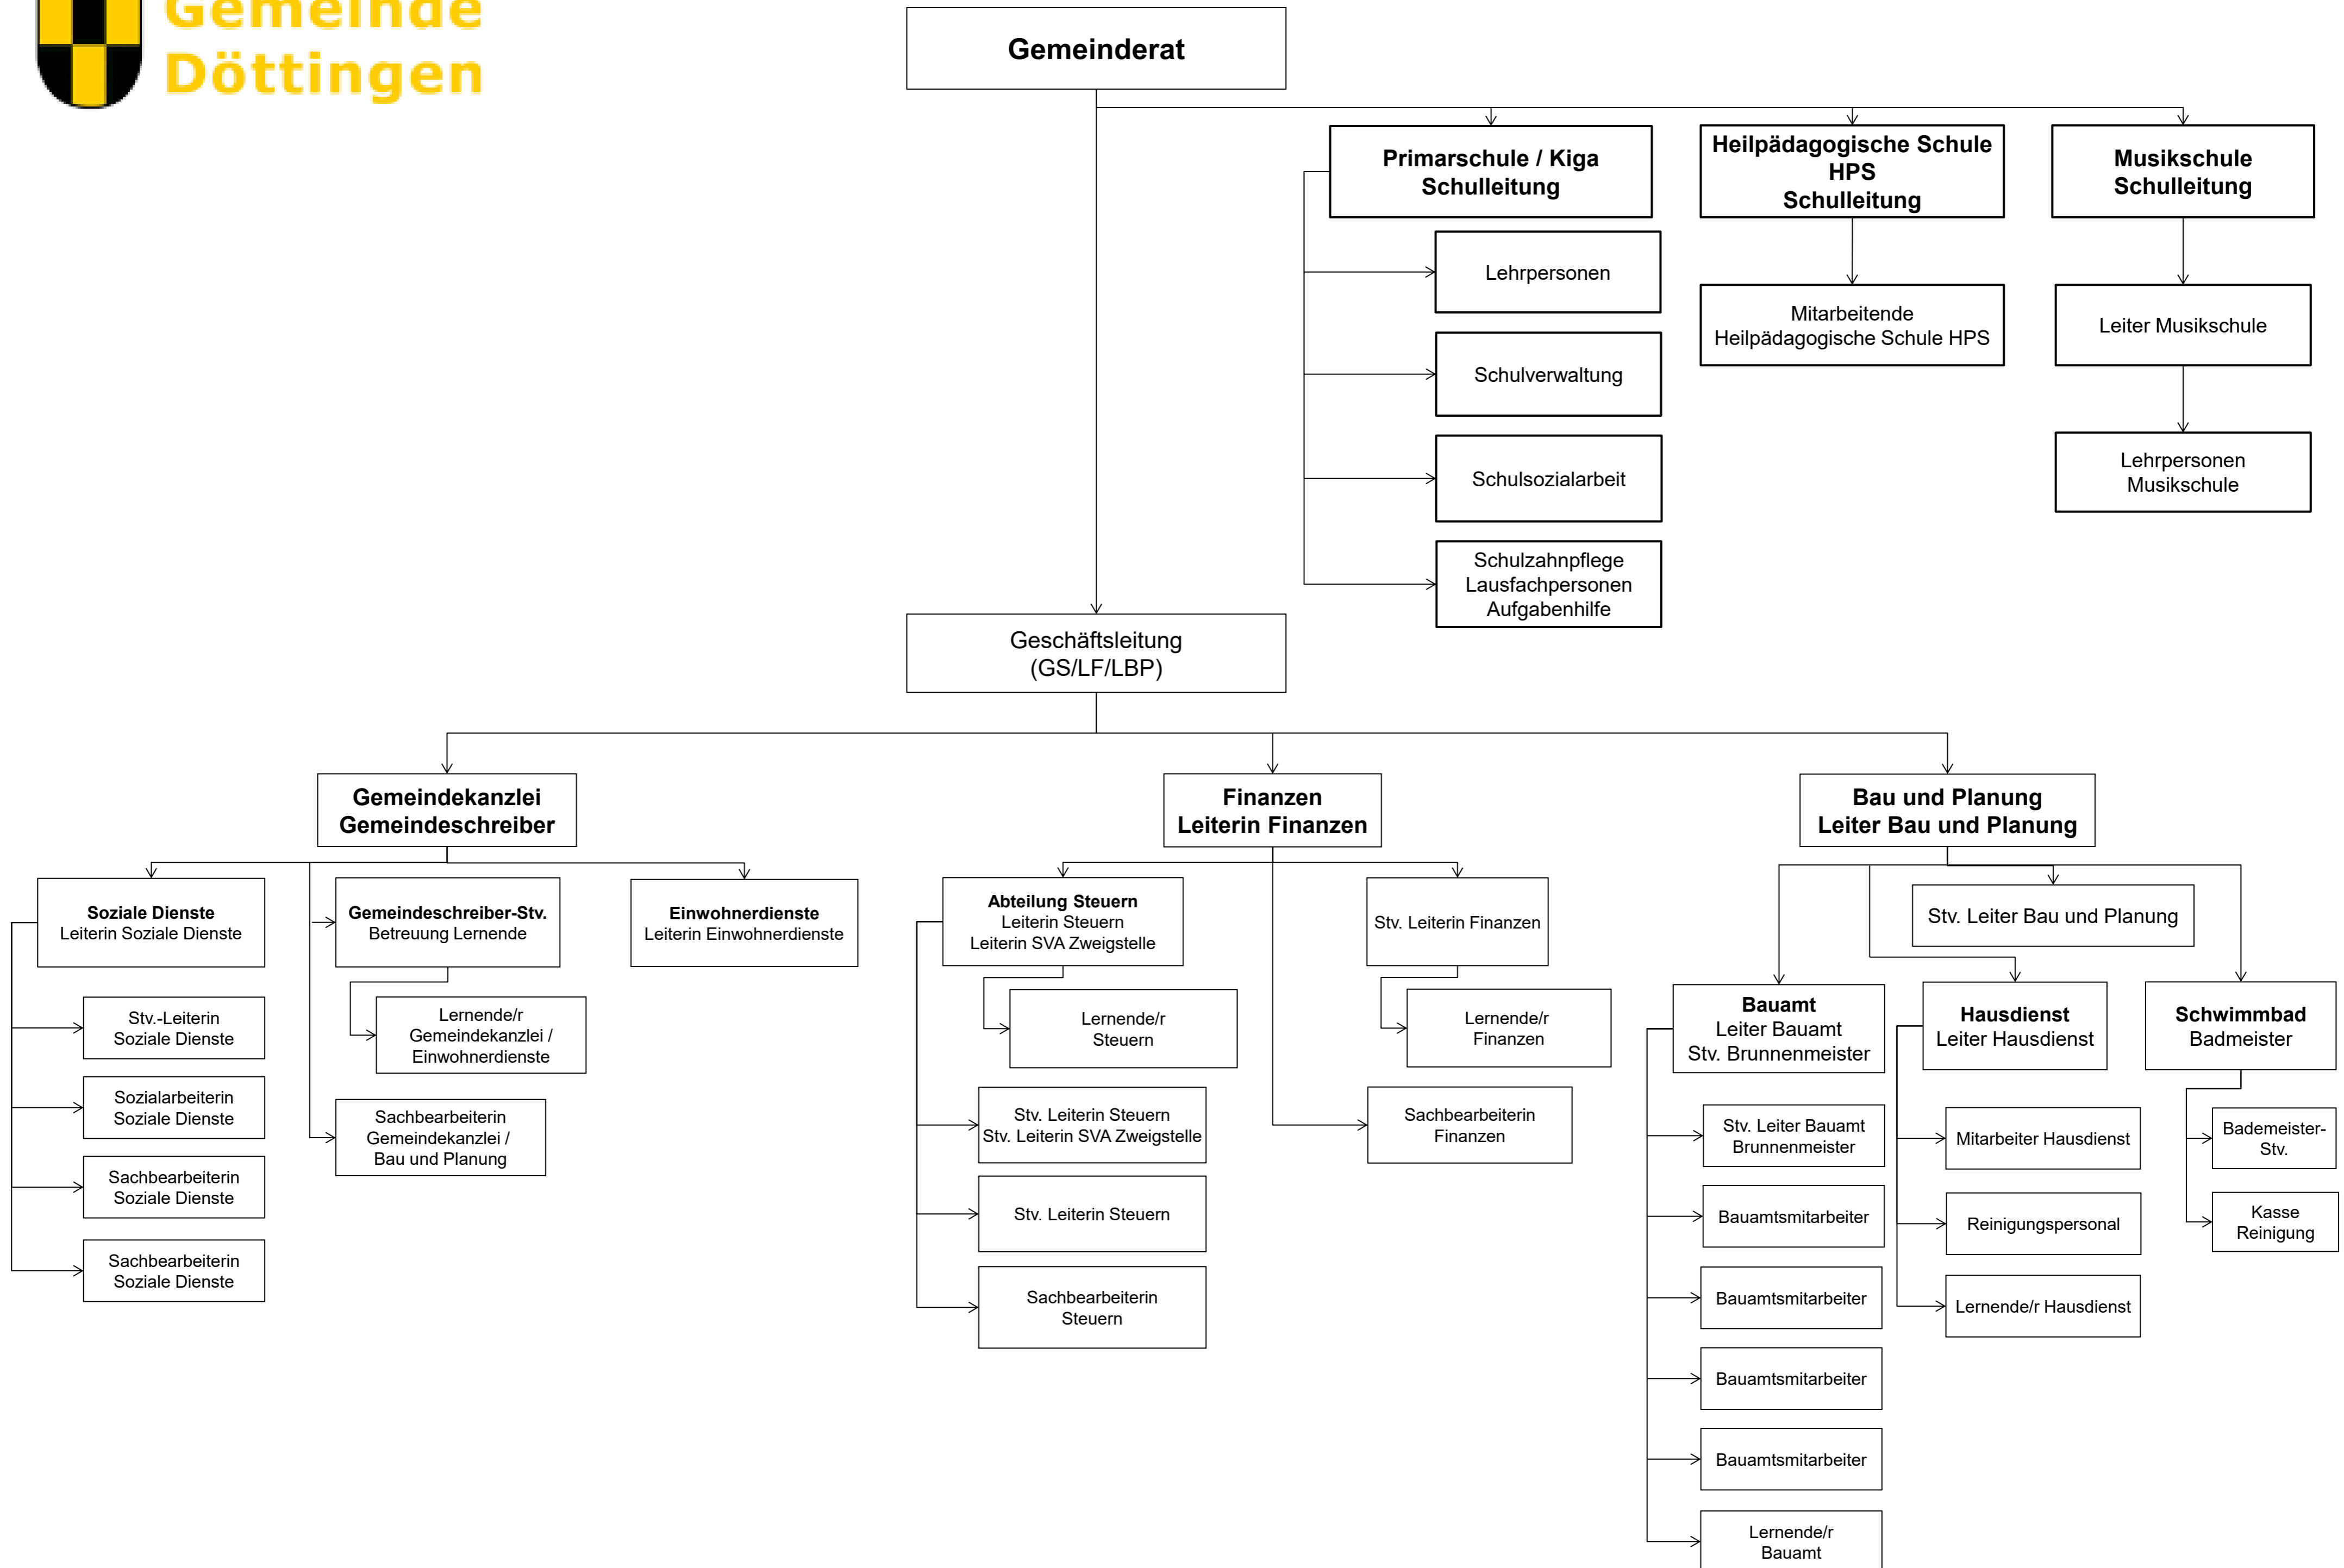 Gemeinde
Döttingen
Gemeinderat
Primarschule / Kiga
Schulleitung
Heilpädagogische Schule
HPS
Schulleitung
Musikschule
Schulleitung
Lehrpersonen
Schulverwaltung
Schulsozialarbeit
Schulzahnpflege
Lausfachpersonen
Aufgabenhilfe
Mitarbeitende
Heilpädagogische Schule HPS
Leiter Musikschule
Lehrpersonen
Musikschule
Geschäftsleitung
(GS/LF/LBP)
Gemeindekanzlei
Gemeindeschreiber
Finanzen
Leiterin Finanzen
Bau und Planung
Leiter Bau und Planung
Soziale Dienste
Leiterin Soziale Dienste
Stv.-Leiterin
Soziale Dienste
Sozialarbeiterin
Soziale Dienste
Sachbearbeiterin
Soziale Dienste
Sachbearbeiterin
Soziale Dienste
Gemeindeschreiber-Stv.
Betreuung Lernende
Lernende/r
Gemeindekanzlei /
Einwohnerdienste
Sachbearbeiterin
Gemeindekanzlei /
Bau und Planung
Einwohnerdienste
Leiterin Einwohnerdienste
Abteilung Steuern
Leiterin Steuern
Leiterin SVA Zweigstelle
Lernende/r
Steuern
Stv. Leiterin Steuern
Stv. Leiterin SVA Zweigstelle
Stv. Leiterin Steuern
Sachbearbeiterin
Steuern
Stv. Leiterin Finanzen
Lernende/r
Finanzen
Sachbearbeiterin
Finanzen
Stv. Leiter Bau und Planung
Bauamt
Leiter Bauamt
Stv. Brunnenmeister
Stv. Leiter Bauamt
Brunnenmeister
Bauamtsmitarbeiter
Bauamtsmitarbeiter
Bauamtsmitarbeiter
Bauamtsmitarbeiter
Lernende/r
Bauamt
Hausdienst
Leiter Hausdienst
Mitarbeiter Hausdienst
Reinigungspersonal
Lernende/r Hausdienst
Schwimmbad
Badmeister
Bademeister-
Stv.
Kasse
Reinigung